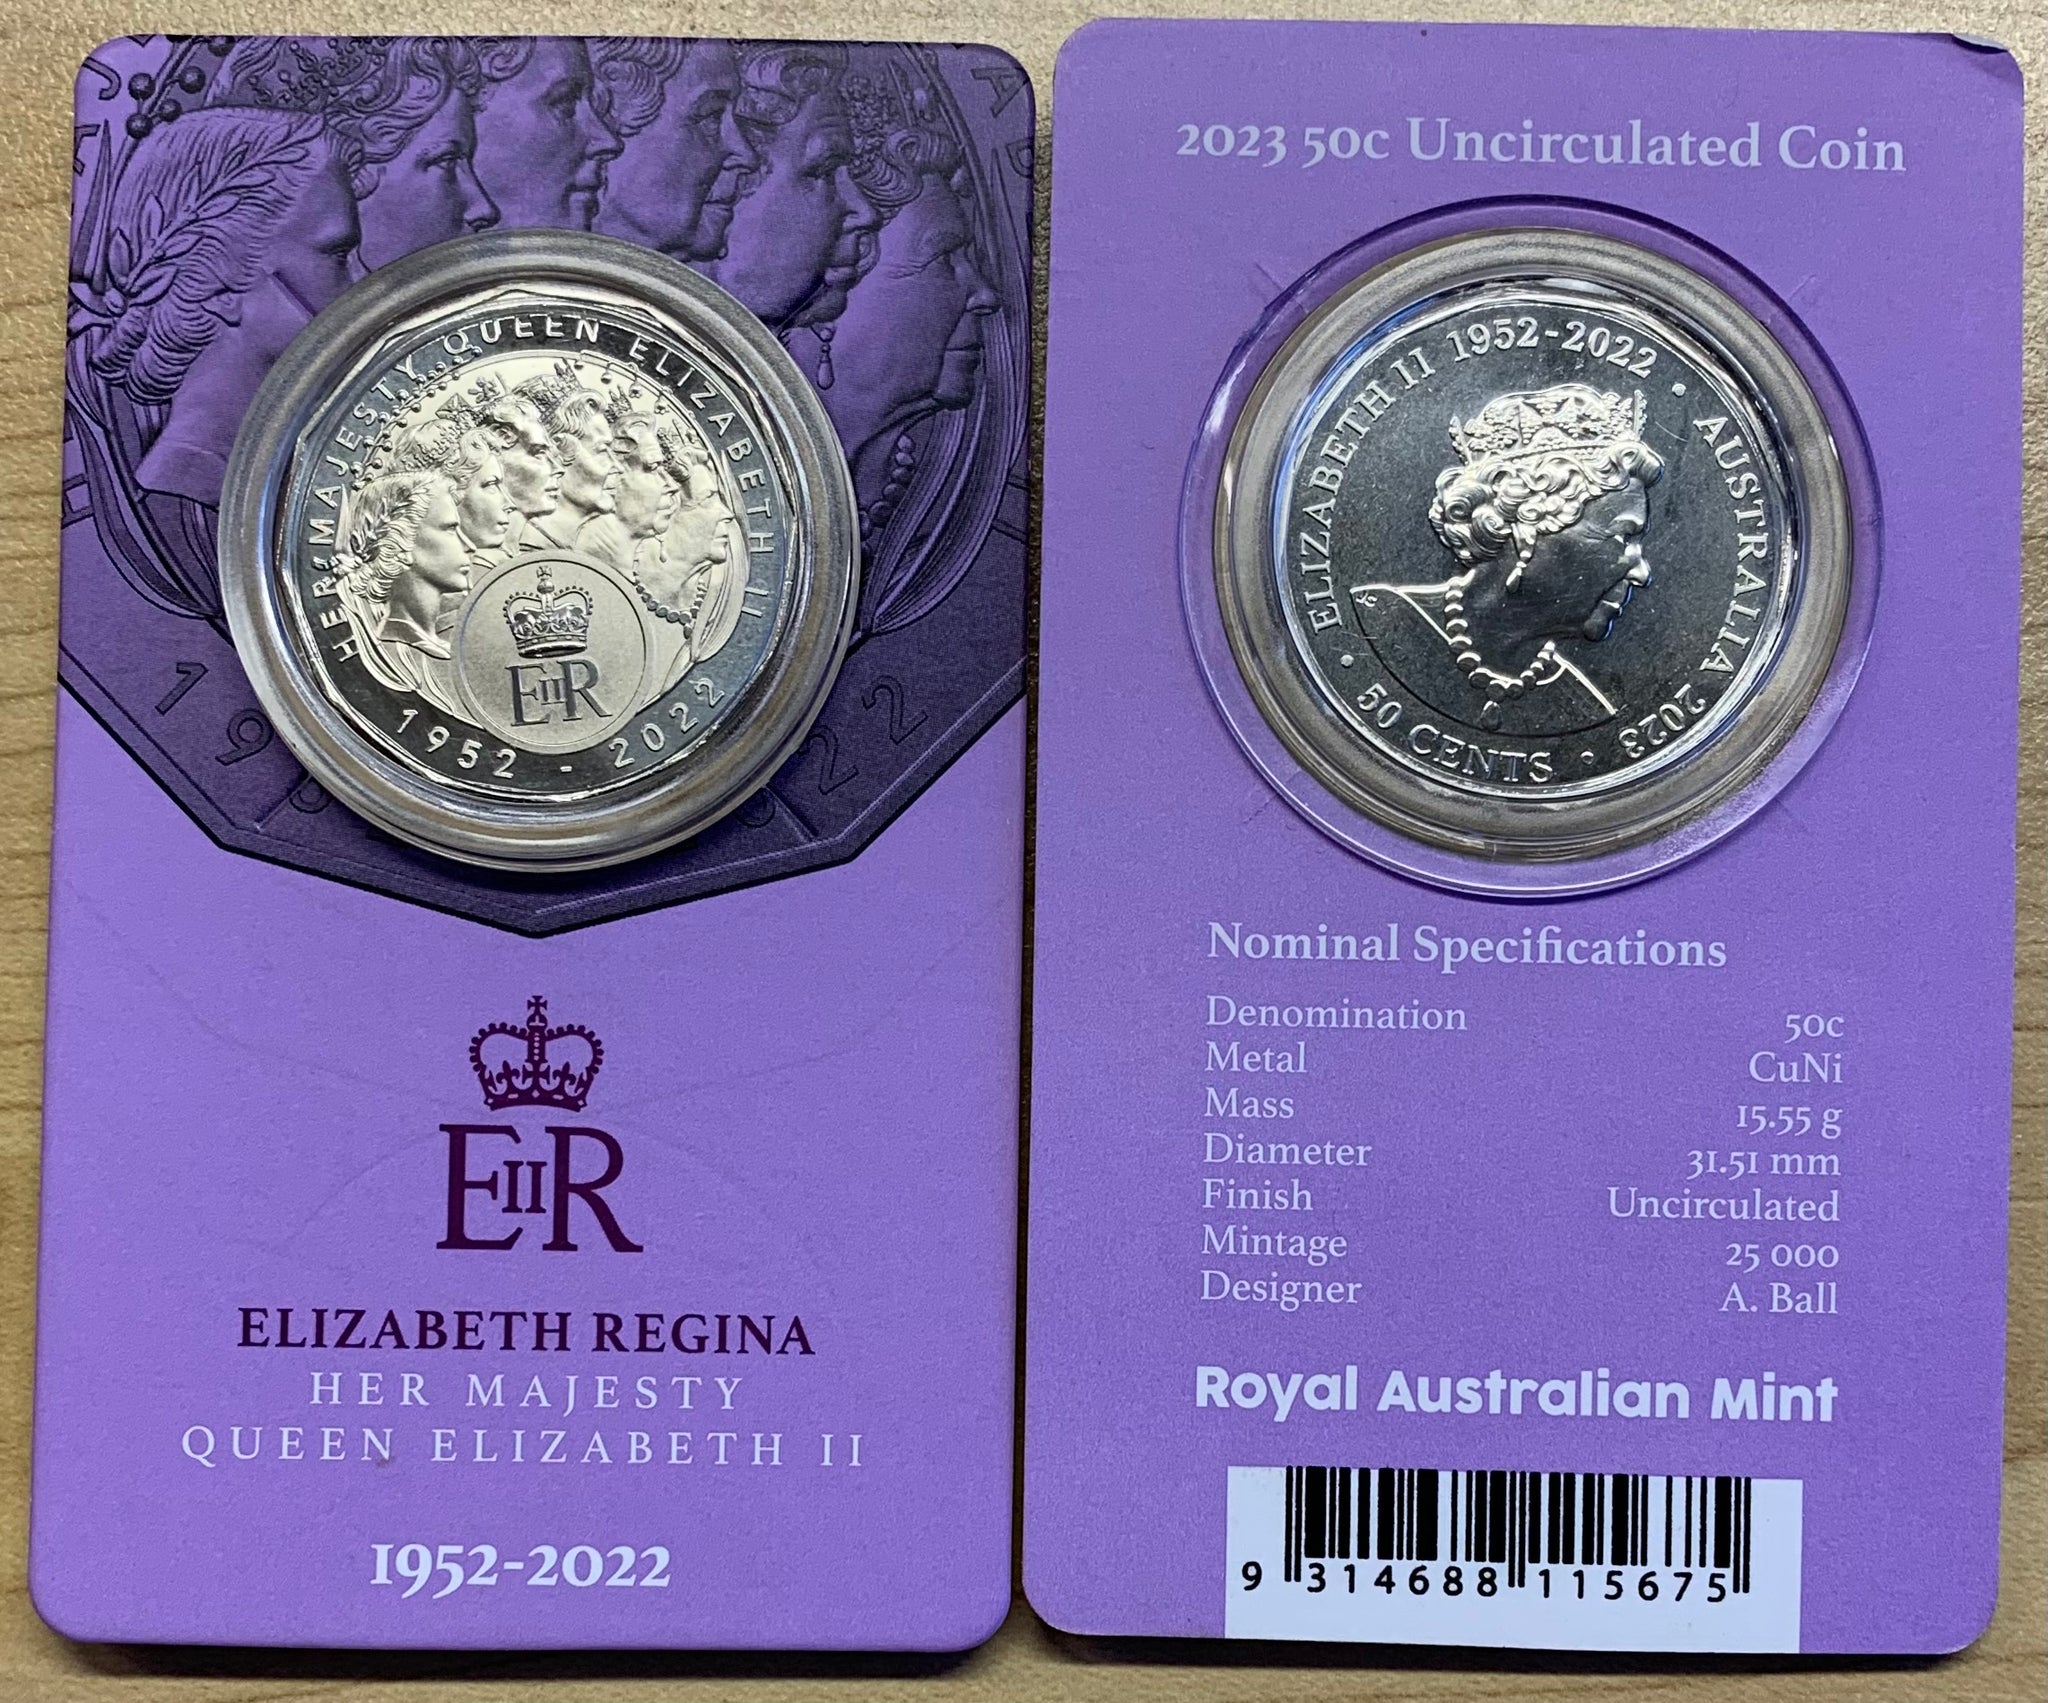 HER MAJESTY QUEEN ELIZABETH II
EIIR
1952 - 2022
EIIR
ELIZABETH REGINA
HER MAJESTY
QUEEN ELIZABETH II
1952-2022
2023 50c Uncirculated Coin
ELIZABETH II 1952-2022 • AUSTRALIA 2023 •
50 CENTS •
Nominal Specifications
Denomination 50c
Metal CuNi
Mass 15.55 g
Diameter 31.51 mm
Finish Uncirculated
Mintage 25 000
Designer A. Ball
Royal Australian Mint
9 314688 115675